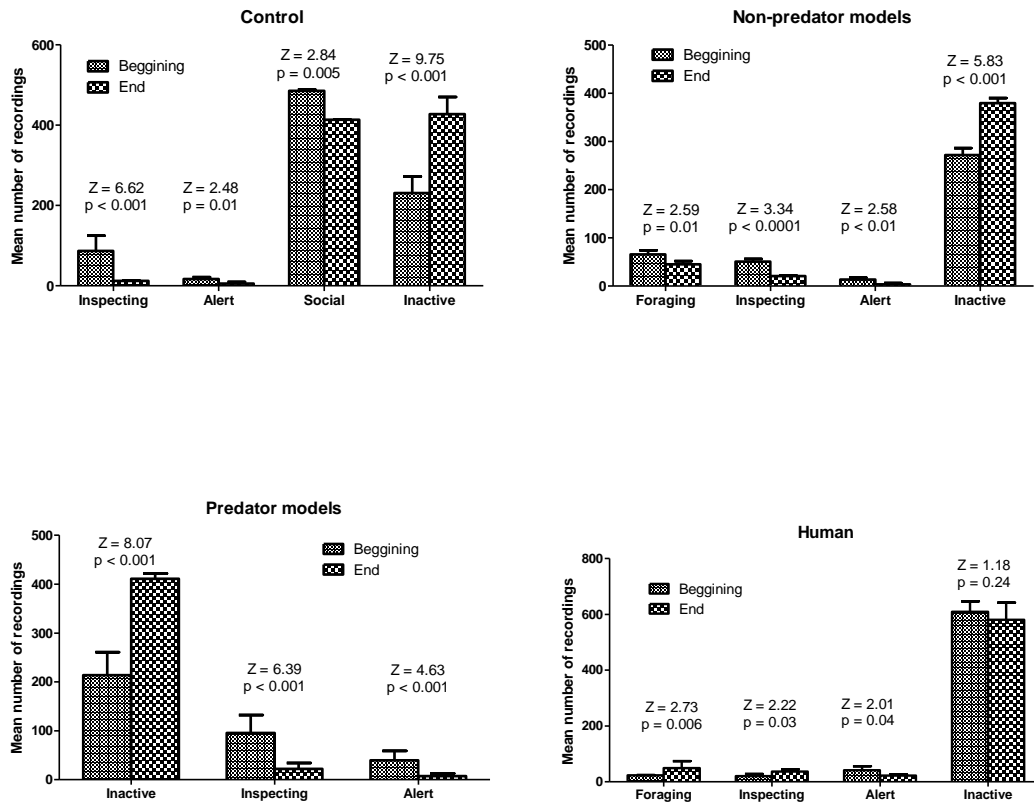 Control
Mean number of recordings
600
400
200
0
Beggining
End
Z = 6.62
p < 0.001
Z = 2.48
p = 0.01
Z = 2.84
p = 0.005
Z = 9.75
p < 0.001
Inspecting
Alert
Social
Inactive
Non-predator models
Mean number of recordings
500
400
300
200
100
0
Beggining
End
Z = 2.59
p = 0.01
Z = 3.34
p < 0.0001
Z = 2.58
p < 0.01
Z = 5.83
p < 0.001
Foraging
Inspecting
Alert
Inactive
Predator models
Mean number of recordings
500
400
300
200
100
0
Z = 8.07
p < 0.001
Beggining
End
Z = 6.39
p < 0.001
Z = 4.63
p < 0.001
Inactive
Inspecting
Alert
Human
Mean number of recordings
800
600
400
200
0
Beggining
End
Z = 2.73
p = 0.006
Z = 2.22
p = 0.03
Z = 2.01
p = 0.04
Z = 1.18
p = 0.24
Foraging
Inspecting
Alert
Inactive